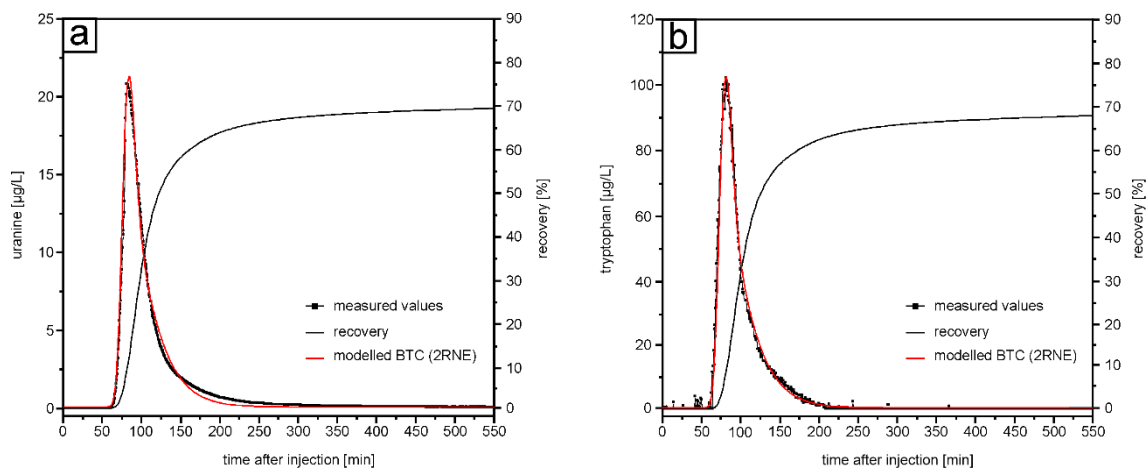 a
25
20
15
10
5
0
uranine [µg/L]
90
80
70
60
50
40
30
20
10
0
recovery [%]
measured values
recovery
modelled BTC (2RNE)
0 50 100 150 200 250 300 350 400 450 500 550
time after injection [min]
b
120
100
80
60
40
20
0
tryptophan [µg/L]
90
80
70
60
50
40
30
20
10
0
recovery [%]
measured values
recovery
modelled BTC (2RNE)
0 50 100 150 200 250 300 350 400 450 500 550
time after injection [min]